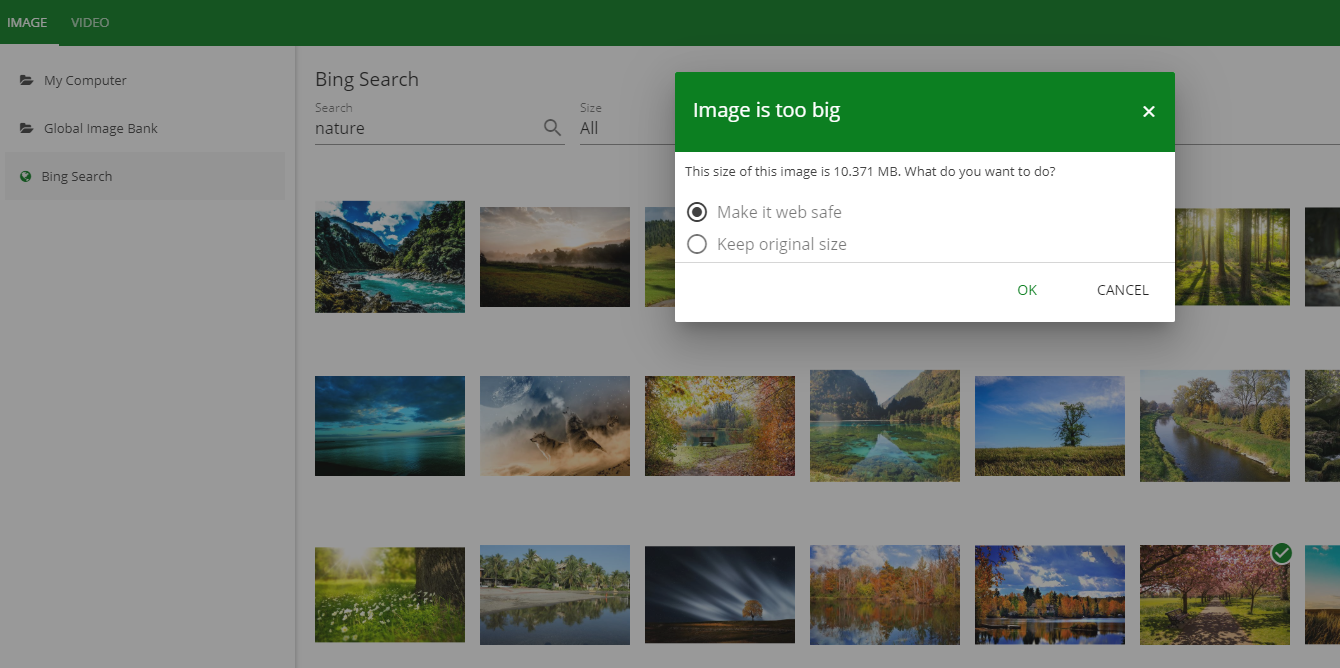 IMAGE VIDEO
My Computer
Global Image Bank
Bing Search
Bing Search
Search Size
nature All
Image is too big
This size of this image is 10.371 MB. What do you want to do?
Make it web safe
Keep original size
OK CANCEL